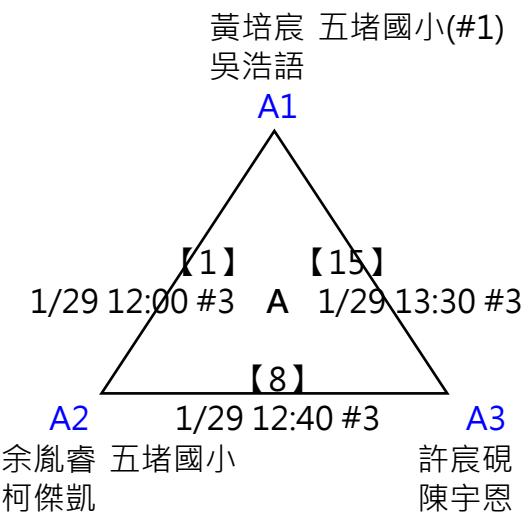 黃培宸 五堵國小(#1)
吳浩語
A1
【1】 【15】
1/29 12:00 #3 A 1/29 13:30 #3
【8】
A2 1/29 12:40 #3 A3
余胤睿 五堵國小 許宸硯
柯傑凱 陳宇恩